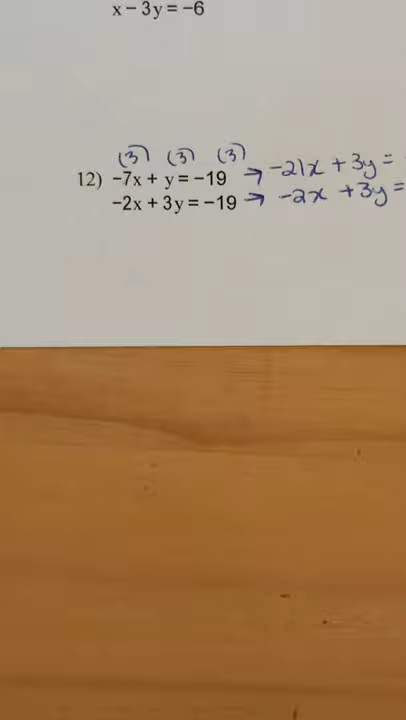 x − 3y = −6
(3) (3) (3)
12) −7x + y = −19 → -21x + 3y =
−2x + 3y = −19 → -2x + 3y =